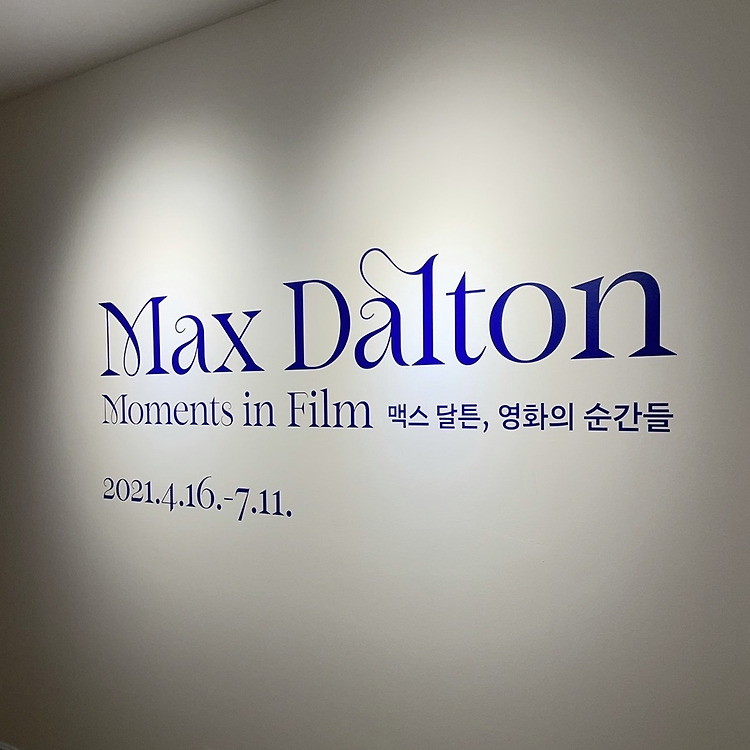 Max Dalton
Moments in Film 맥스 달튼, 영화의 순간들
2021.4.16.-7.11.